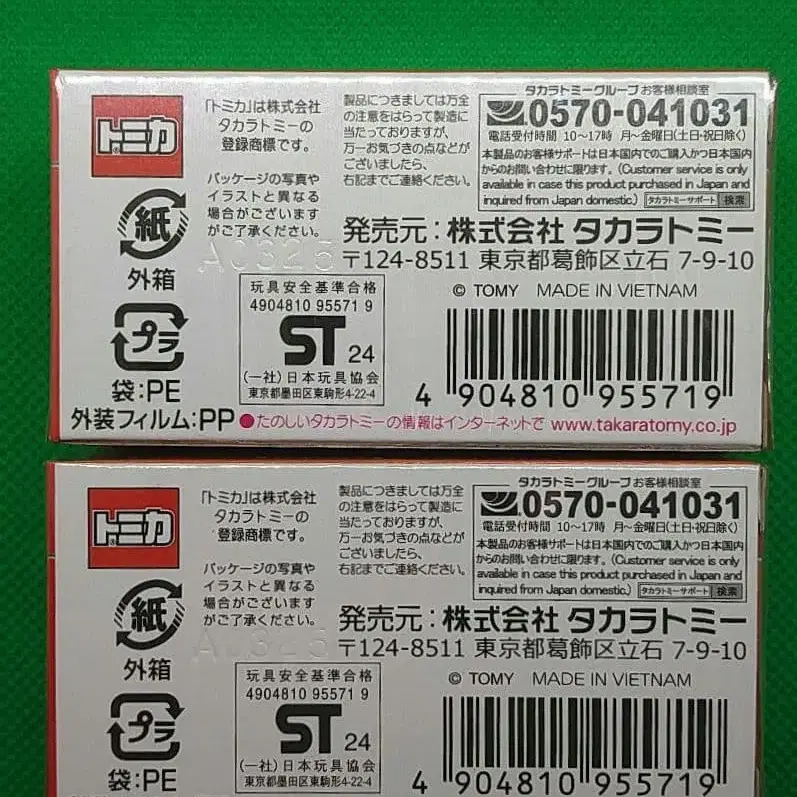 トミカ
®
「トミカ」は株式会社
タカラトミーの
登録商標です。
パッケージの写真や
イラストと異なる
場合がございます
がご了承ください。
製品につきましては万全
の注意をはらって製造に
当たっておりますが、
万一お気づきの点などが
ございましたら、
右記までご連絡ください。
タカラトミーグループお客様相談室
0570-041031
電話受付時間 10〜17時 月〜金曜日(土日・祝日除く)
本製品のお客様サポートは日本国内でのご購入かつ日本国内
からのお問い合わせに限ります。(Customer service is only
available in case this product purchased in Japan and
inquired from Japan domestic.) タカラトミーサポート 検索
発売元:株式会社 タカラトミー
〒124-8511 東京都葛飾区立石 7-9-10
© TOMY MADE IN VIETNAM
紙
外箱
プラ
袋:PE
外装フィルム:PP
A0325
玩具安全基準合格
4904810 95571 9
ST 24
(一社)日本玩具協会
東京都墨田区東駒形4-22-4
4 904810 955719
●たのしいタカラトミーの情報はインターネットで www.takaratomy.co.jp
トミカ
®
「トミカ」は株式会社
タカラトミーの
登録商標です。
パッケージの写真や
イラストと異なる
場合がございます
がご了承ください。
製品につきましては万全
の注意をはらって製造に
当たっておりますが、
万一お気づきの点などが
ございましたら、
右記までご連絡ください。
タカラトミーグループお客様相談室
0570-041031
電話受付時間 10〜17時 月〜金曜日(土日・祝日除く)
本製品のお客様サポートは日本国内でのご購入かつ日本国内
からのお問い合わせに限ります。(Customer service is only
available in case this product purchased in Japan and
inquired from Japan domestic.) タカラトミーサポート 検索
発売元:株式会社 タカラトミー
〒124-8511 東京都葛飾区立石 7-9-10
© TOMY MADE IN VIETNAM
紙
外箱
プラ
袋:PE
A0325
玩具安全基準合格
4904810 95571 9
ST 24
(一社)日本玩具協会
東京都墨田区東駒形4-22-4
4 904810 955719